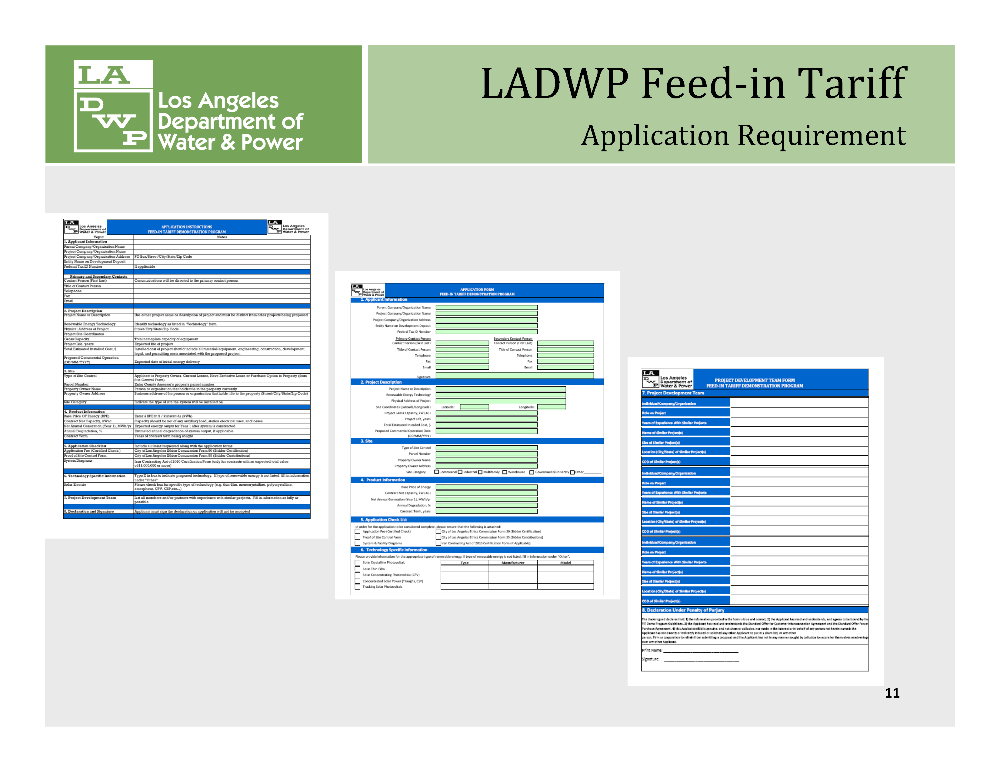 LA
DWP
Los Angeles
Department of
Water & Power
LADWP Feed-in Tariff
Application Requirement
LA
DWP
Los Angeles
Department of
Water & Power
APPLICATION INSTRUCTIONS
FEED-IN TARIFF DEMONSTRATION PROGRAM
LA
DWP
Los Angeles
Department of
Water & Power
Topic Notes
1. Applicant Information
Parent Company/Organization Name
Project Company/Organization Name
Project Company/Organization Address PO Box/Street/City/State/Zip Code
Entity Name on Development Deposit
Federal Tax ID Number If applicable
Primary and Secondary Contacts
Contact Person (First Last) Communications will be directed to the primary contact person
Title of Contact Person
Telephone
Fax
Email
2. Project Description
Project Name or Description Use either project name or description of project and must be distinct from other projects being proposed
Renewable Energy Technology Identify technology as listed in "Technology" form.
Physical Address of Project Street/City/State/Zip Code
Project Site Coordinates
Gross Capacity Total nameplate capacity of equipment
Project Life, years Expected life of project
Total Estimated Installed Cost, $ Installed cost of project should include all material/equipment, engineering, construction, development,
legal, and permitting costs associated with the proposed project.
Proposed Commercial Operation
(DD/MM/YYYY) Expected date of initial energy delivery
3. Site
Type of Site Control Applicant is Property Owner, Current Lessee, Have Exclusive Lease or Purchase Option to Property (from
Site Control Form)
Parcel Number Enter County Assessor's property parcel number
Property Owner Name Person or organization that holds title to the property currently
Property Owner Address Business address of the person or organization that holds title to the property (Street/City/State/Zip Code)
Site Category Indicate the type of site the system will be installed on.
4. Product Information
Base Price OF Energy (BPE) Enter a BPE in $ / kilowatt-hr (kWh)
Contract Net Capacity, kWac Capacity should be net of any auxiliary load, station electrical uses, and losses.
Net Annual Generation (Year 1), MWh/yr Expected energy output for Year 1 after system is constructed
Annual Degradation, % Estimated annual degradation of system output, if applicable.
Contract Term Years of contract term being sought
5. Application Checklist Include all items requested along with the application forms
Application Fee (Certified Check ) City of Los Angeles Ethics Commission Form 50 (Bidder Certification)
Proof of Site Control Form City of Los Angeles Ethics Commission Form 55 (Bidder Contributions)
System Diagrams Iran Contracting Act of 2010 Certification Form (only for contracts with an expected total value
of $1,000,000 or more)
6. Technology Specific Information Type X in box to indicate proposed technology. If type of renewable energy is not listed, fill in information
under "Other"
Solar Electric Please check box for specific type of technology (e.g. thin-film, monocrystalline, polycrystalline,
amorphous, CPV, CSP,etc...)
7. Project Development Team List all members and/or partners with experience with similar projects. Fill in information as fully as
possible.
8. Declaration and Signature Applicant must sign the declaration or application will not be accepted
LA
DWP
Los Angeles
Department of
Water & Power
APPLICATION FORM
FEED-IN TARIFF DEMONSTRATION PROGRAM
1. Applicant Information
Parent Company/Organization Name
Project Company/Organization Name
Project Company/Organization Address
Entity Name on Development Deposit
Federal Tax ID Number
Primary Contact Person Secondary Contact Person
Contact Person (First Last) Contact Person (First Last)
Title of Contact Person Title of Contact Person
Telephone Telephone
Fax Fax
Email Email
Signature
2. Project Description
Project Name or Description
Renewable Energy Technology
Physical Address of Project
Site Coordinates (Latitude/Longitude) Latitude: Longitude:
Project Gross Capacity, kW (AC)
Project Life, years
Total Estimated Installed Cost, $
Proposed Commercial Operation Date
(DD/MM/YYYY)
3. Site
Type of Site Control
Parcel Number
Property Owner Name
Property Owner Address
Site Category Commercial Industrial Multifamily Warehouse Government/University Other
4. Product Information
Base Price of Energy
Contract Net Capacity, kW (AC)
Net Annual Generation (Year 1), MWh/yr
Annual Degradation, %
Contract Term, years
5. Application Check List
In order for the application to be considered complete, please ensure that the following is attached:
Application Fee (Certified Check) City of Los Angeles Ethics Commission Form 50 (Bidder Certification)
Proof of Site Control Form City of Los Angeles Ethics Commission Form 55 (Bidder Contributions)
System & Facility Diagrams Iran Contracting Act of 2010 Certification Form (if Applicable)
6. Technology Specific Information
Please provide information for the appropriate type of renewable energy. If type of renewable energy is not listed, fill in information under "Other".
Solar Crystalline Photovoltaic Type Manufacturer Model
Solar Thin-Film
Solar Concentrating Photovoltaic (CPV)
Concentrated Solar Power (Troughs, CSP)
Tracking Solar Photovoltaic
LA
DWP
Los Angeles
Department of
Water & Power
PROJECT DEVELOPMENT TEAM FORM
FEED-IN TARIFF DEMONSTRATION PROGRAM
7. Project Development Team
Individual/Company/Organization
Role on Project
Years of Experience With Similar Projects
Name of Similar Project(s)
Size of Similar Project(s)
Location (City/State) of Similar Project(s)
COD of Similar Project(s)
Individual/Company/Organization
Role on Project
Years of Experience With Similar Projects
Name of Similar Project(s)
Size of Similar Project(s)
Location (City/State) of Similar Project(s)
COD of Similar Project(s)
Individual/Company/Organization
Role on Project
Years of Experience With Similar Projects
Name of Similar Project(s)
Size of Similar Project(s)
Location (City/State) of Similar Project(s)
COD of Similar Project(s)
8. Declaration Under Penalty of Purjury
The Undersigned declares that: 1) the information provided in the form is true and correct; 2) the Applicant has read and understands, and agrees to be bound by the
FiT Demo Program Guidelines. 3) the Applicant has read and understands the Standard Offer for Customer Interconnection Agreement and the Standard Offer Power
Purchase Agreement. 4) this Application/Bid is genuine, and not sham or collusive, nor made in the interest or in behalf of any person not herein named; the
Applicant has not directly or indirectly induced or solicited any other Applicant to put in a sham bid, or any other
person, Firm or corporation to refrain from submitting a proposal; and the Applicant has not in any manner sought by collusion to secure for themselves anadvantage
over any other Applicant.
Print Name:
Signature:
11